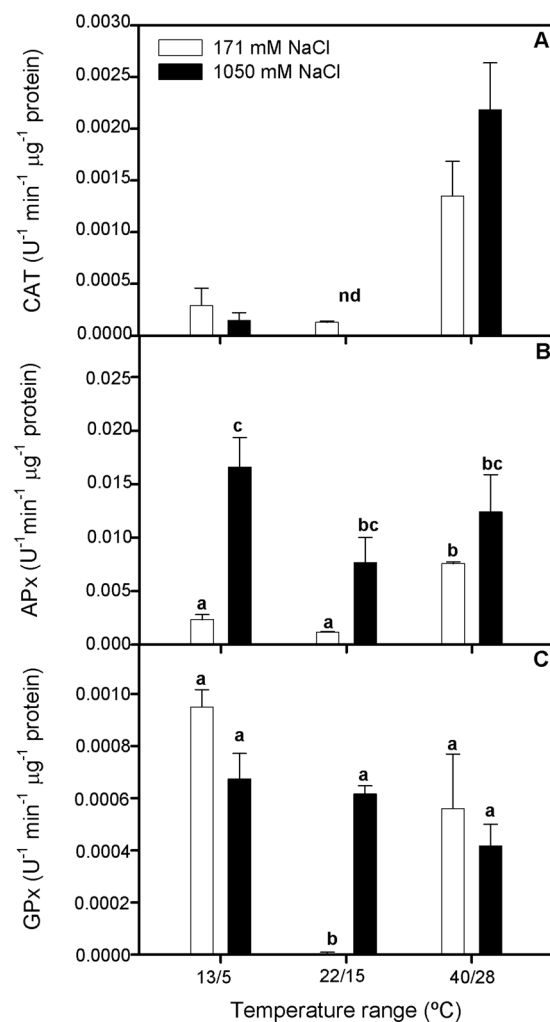 A
171 mM NaCl
1050 mM NaCl
CAT (U⁻¹ min⁻¹ µg⁻¹ protein)
0.0030
0.0025
0.0020
0.0015
0.0010
0.0005
0.0000
nd
B
APx (U⁻¹min⁻¹ µg⁻¹ protein)
0.025
0.020
0.015
0.010
0.005
0.000
a
c
a
bc
b
bc
C
GPx (U⁻¹ min⁻¹ µg⁻¹ protein)
0.0010
0.0008
0.0006
0.0004
0.0002
0.0000
a
a
b
a
a
a
13/5
22/15
40/28
Temperature range (ºC)